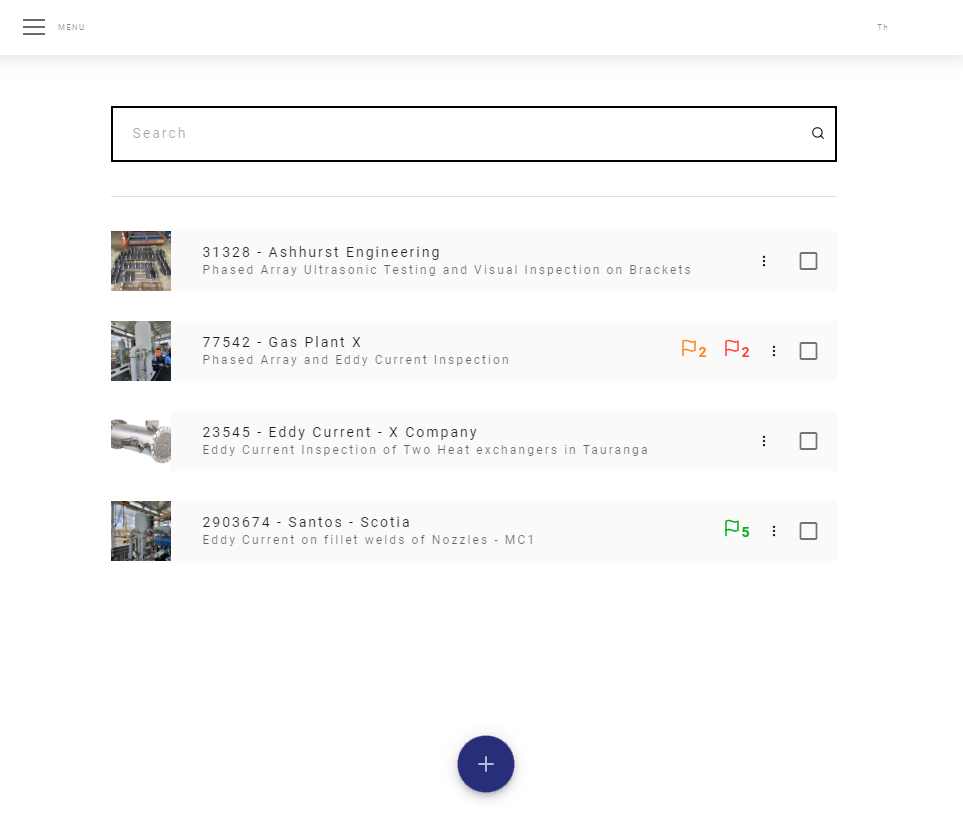 MENU
Th
Search
31328 - Ashhurst Engineering
Phased Array Ultrasonic Testing and Visual Inspection on Brackets
77542 - Gas Plant X
Phased Array and Eddy Current Inspection
2 2
23545 - Eddy Current - X Company
Eddy Current Inspection of Two Heat exchangers in Tauranga
2903674 - Santos - Scotia
Eddy Current on fillet welds of Nozzles - MC1
5